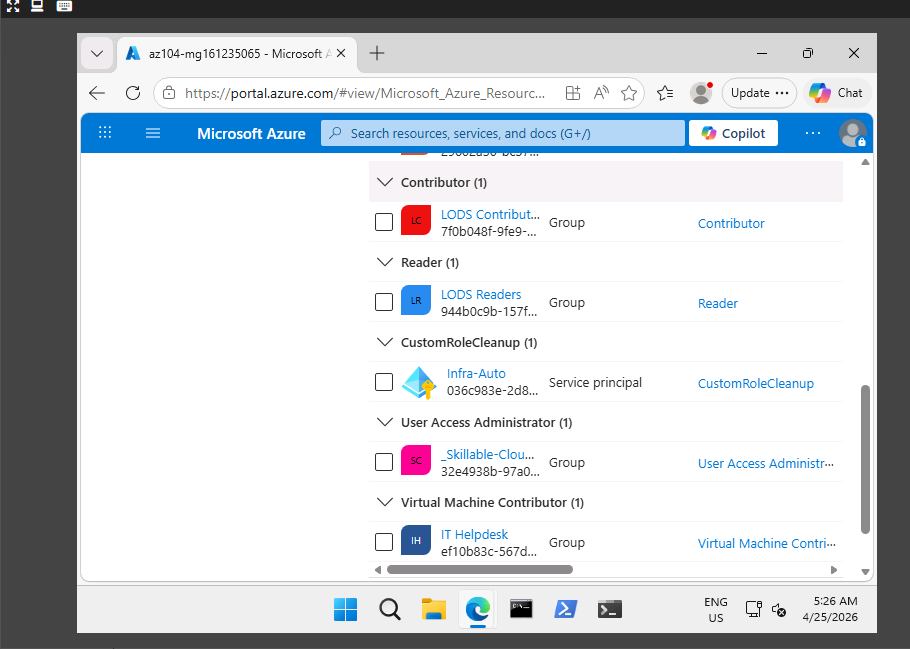 az104-mg161235065 - Microsoft A
https://portal.azure.com/#view/Microsoft_Azure_Resourc...
Update
Chat
Microsoft Azure
Search resources, services, and docs (G+/)
Copilot
Contributor (1)
LC
LODS Contribut...
7f0b048f-9fe9-...
Group
Contributor
Reader (1)
LR
LODS Readers
944b0c9b-157f...
Group
Reader
CustomRoleCleanup (1)
Infra-Auto
036c983e-2d8...
Service principal
CustomRoleCleanup
User Access Administrator (1)
SC
_Skillable-Clou...
32e4938b-97a0...
Group
User Access Administr...
Virtual Machine Contributor (1)
IH
IT Helpdesk
ef10b83c-567d...
Group
Virtual Machine Contri...
ENG
US
5:26 AM
4/25/2026